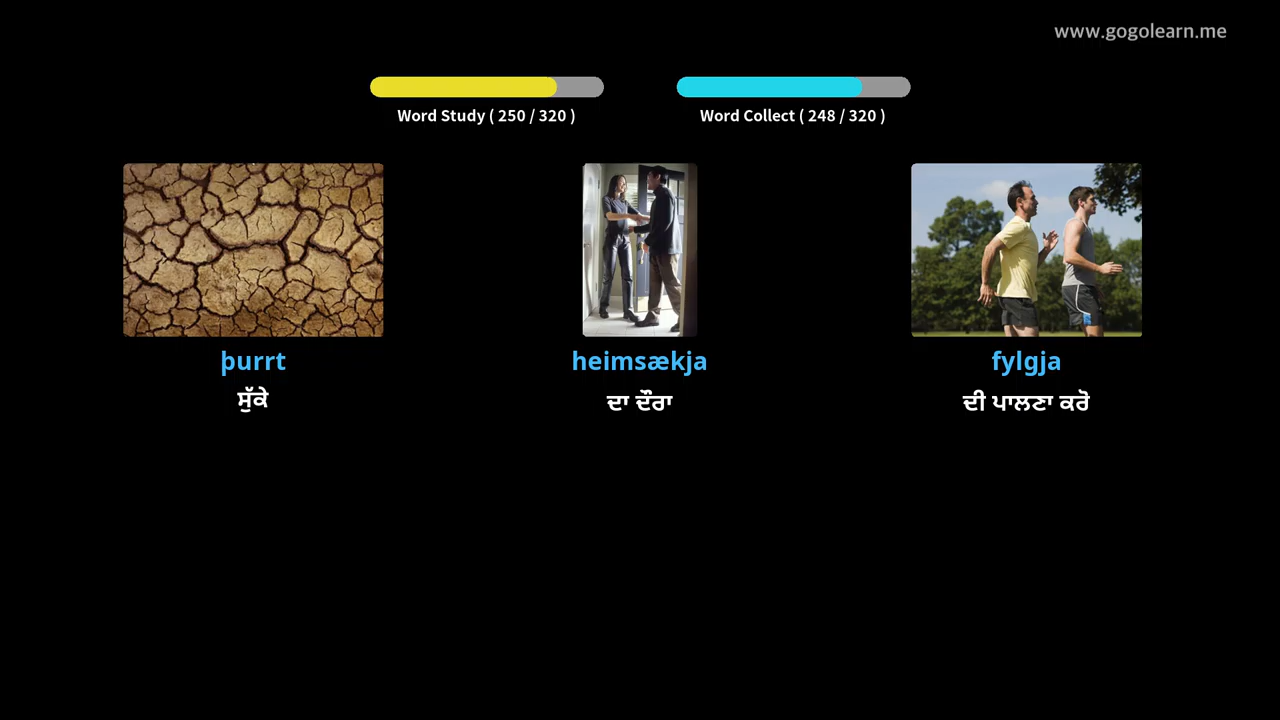 www.gogolearn.me
Word Study ( 250 / 320 )
Word Collect ( 248 / 320 )
þurrt
heimsækja
fylgja
ਸੁੱਕੇ
ਦਾ ਦੌਰਾ
ਦੀ ਪਾਲਣਾ ਕਰੋ